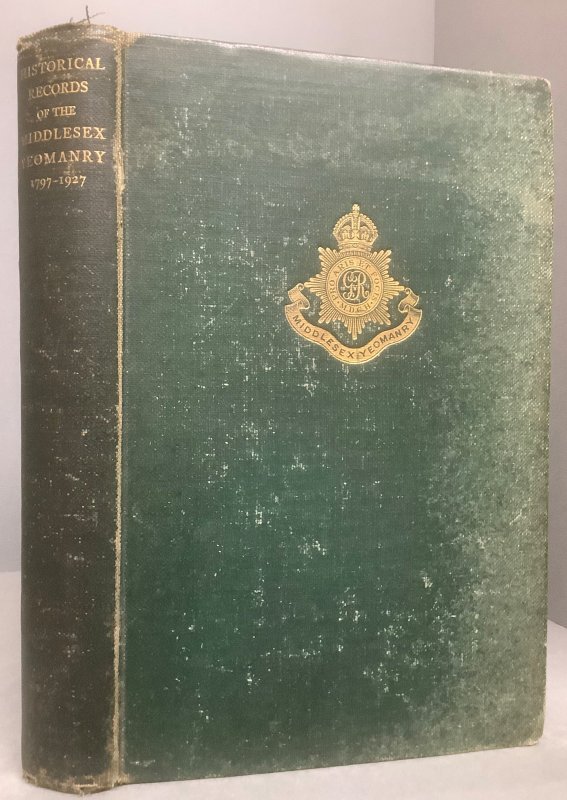 HISTORICAL
RECORDS
OF THE
MIDDLESEX
YEOMANRY
1797-1927
MIDDLESEX YEOMANRY